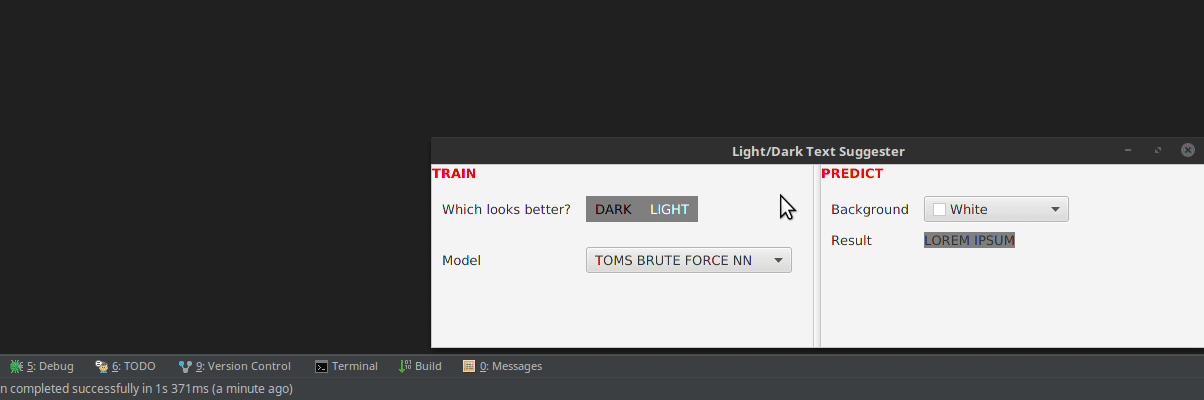 Light/Dark Text Suggester
TRAIN
Which looks better? DARK LIGHT
Model TOMS BRUTE FORCE NN
PREDICT
Background White
Result LOREM IPSUM
5: Debug 6: TODO 9: Version Control Terminal Build 0: Messages
n completed successfully in 1s 371ms (a minute ago)